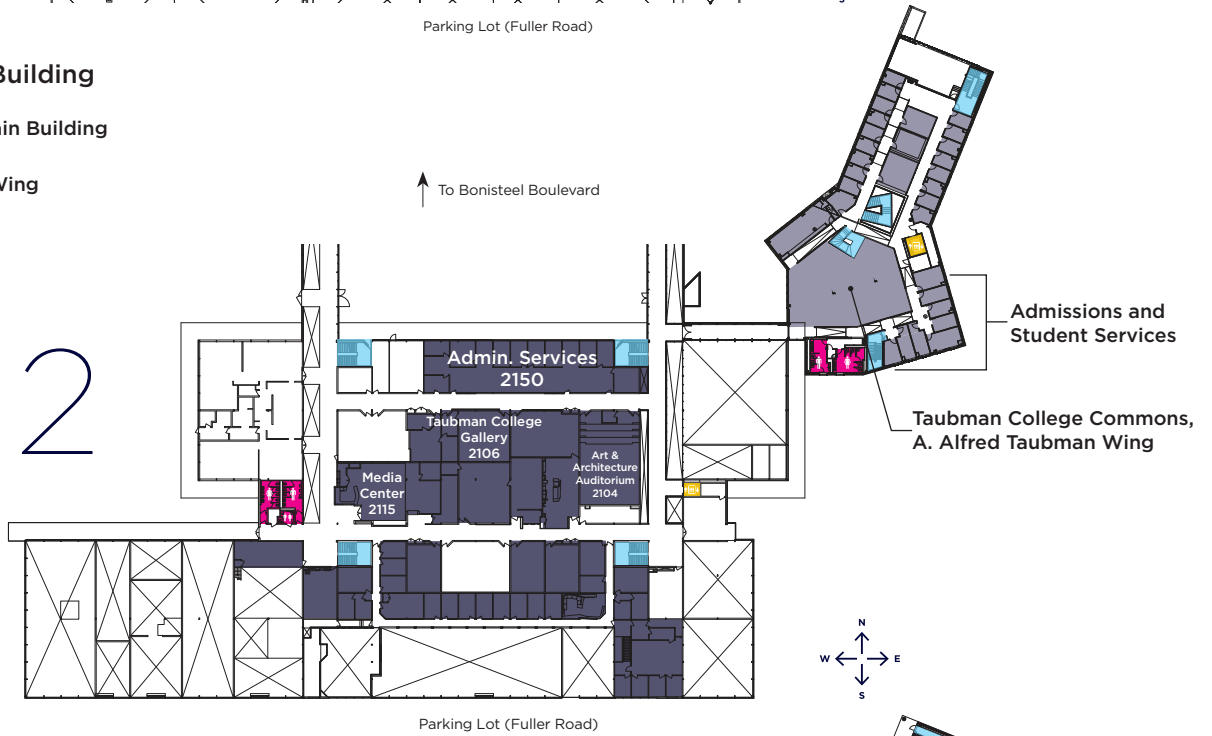 Parking Lot (Fuller Road)
Building
in Building
Wing
To Bonisteel Boulevard
2
Admin. Services
2150
Taubman College
Gallery
2106
Media
Center
2115
Art &
Architecture
Auditorium
2104
Admissions and
Student Services
Taubman College Commons,
A. Alfred Taubman Wing
N
W E
S
Parking Lot (Fuller Road)